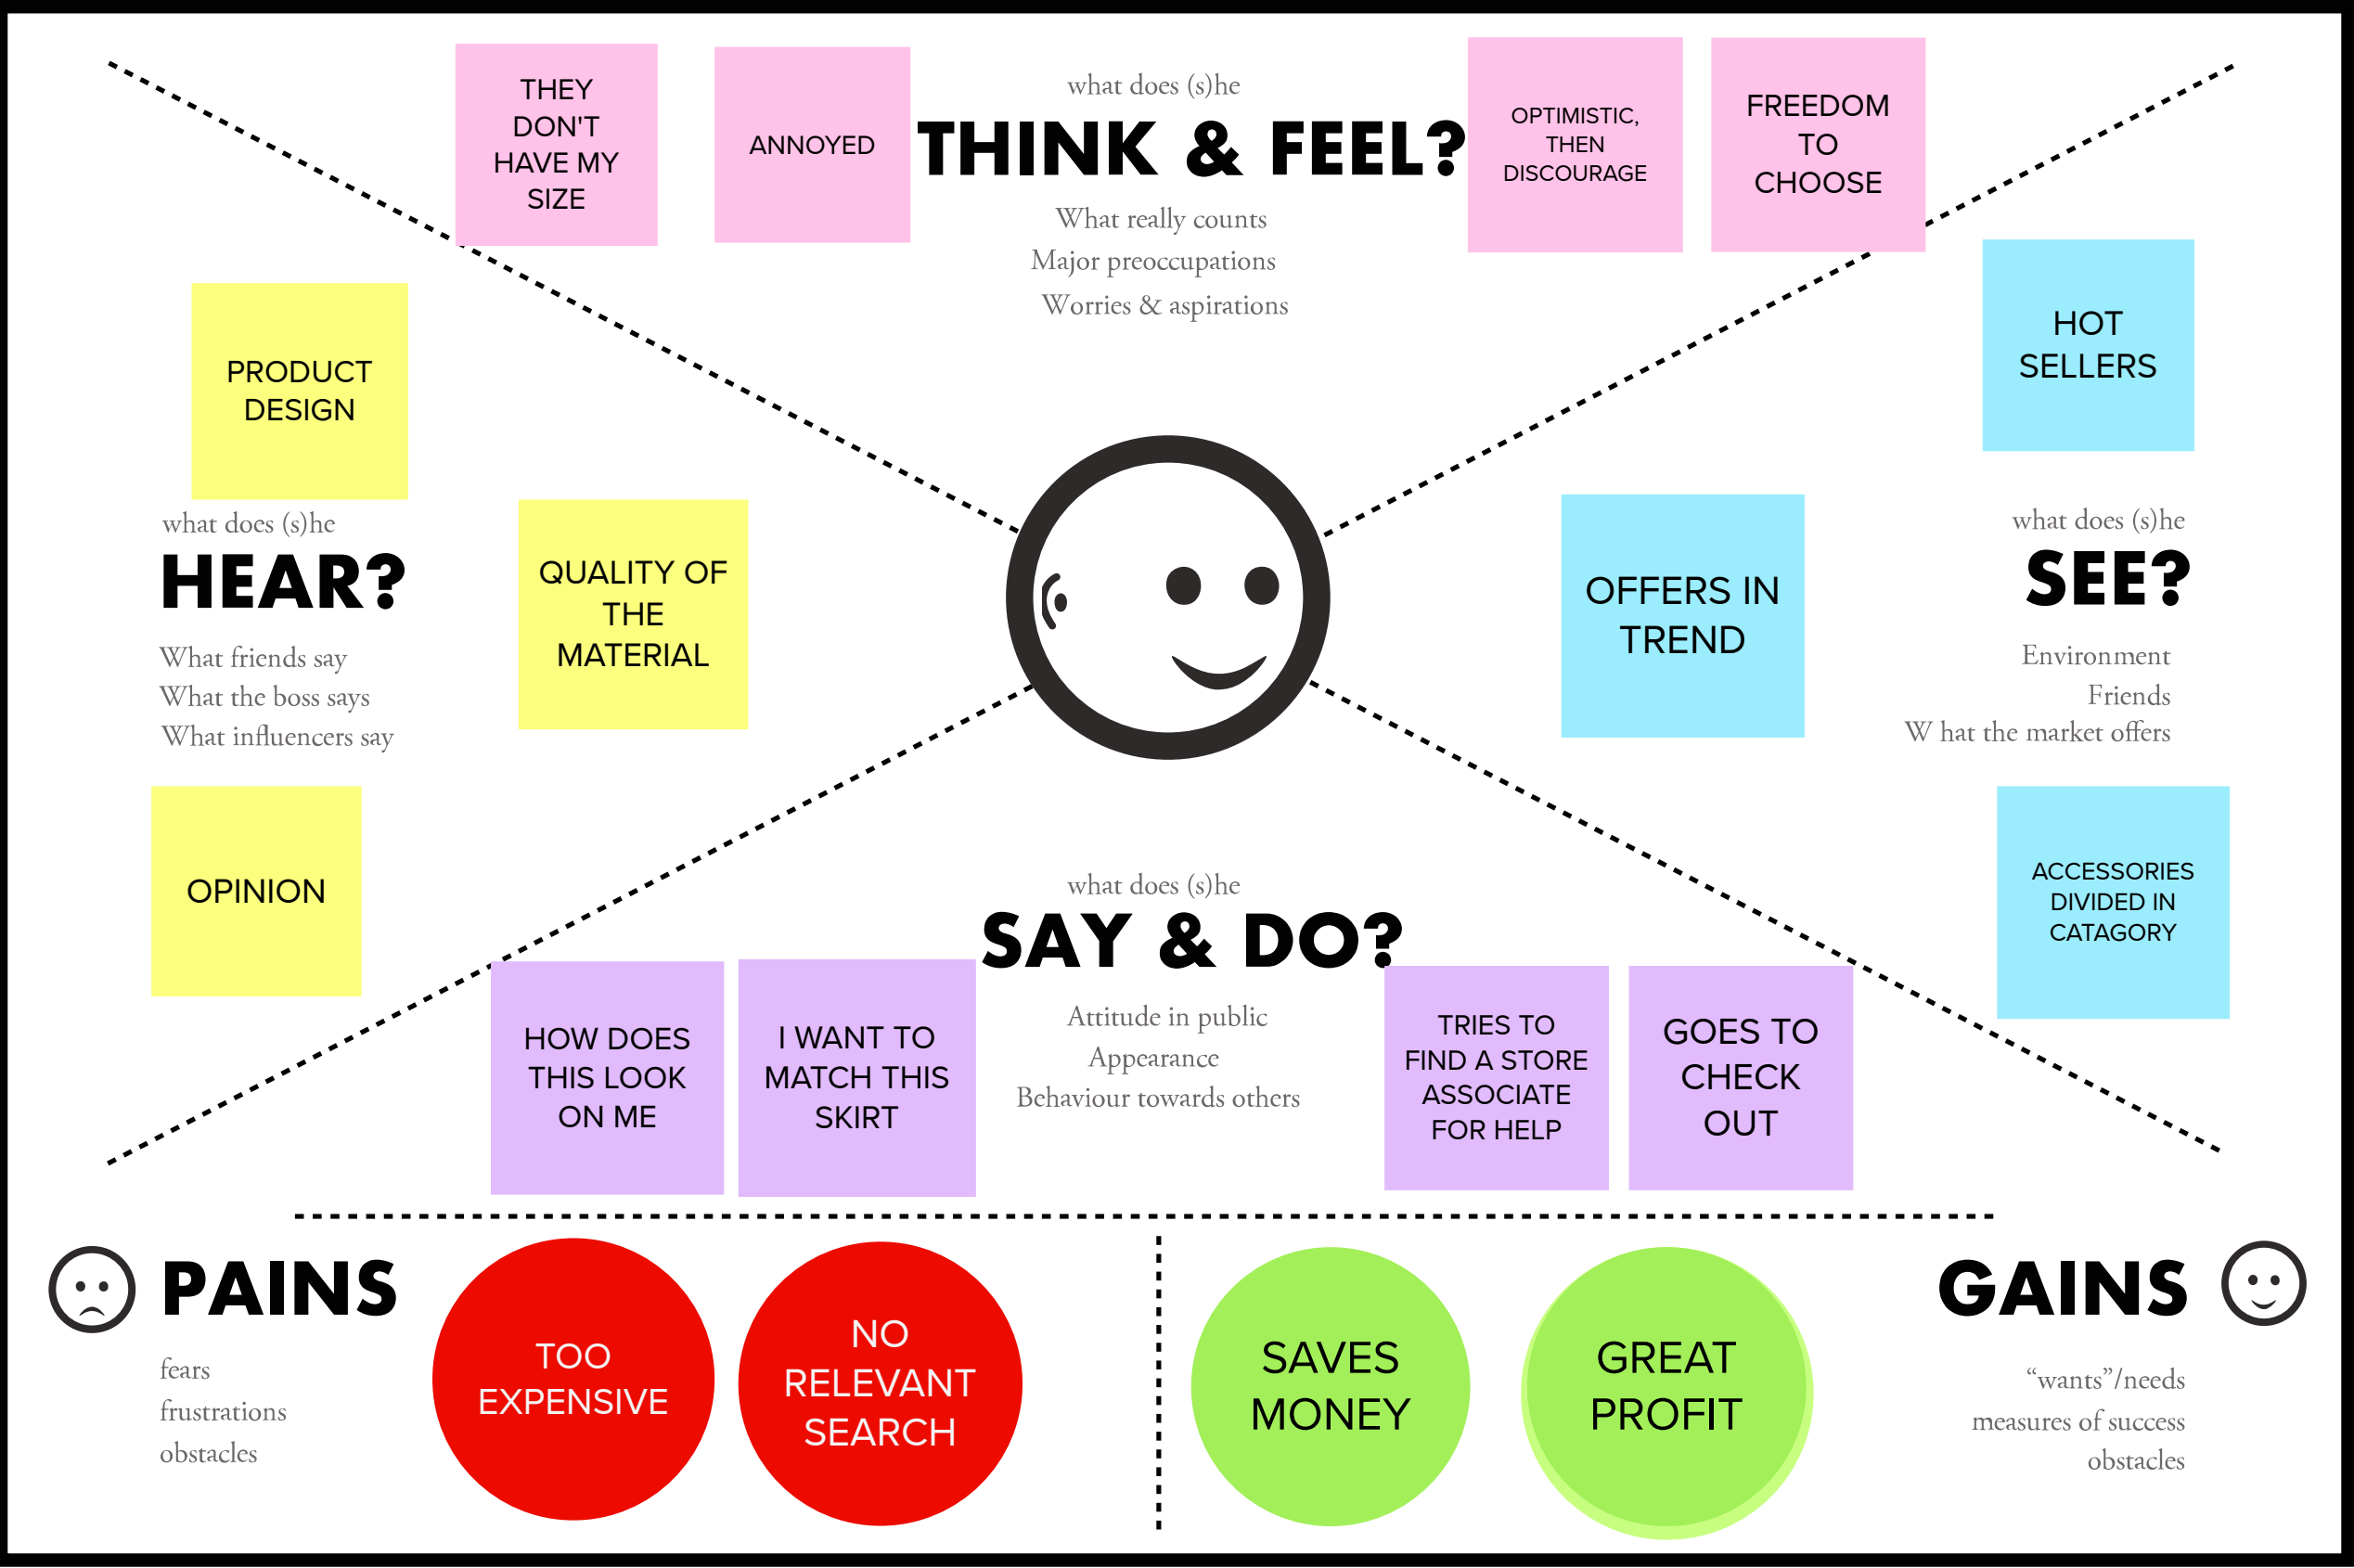 THEY
DON'T
HAVE MY
SIZE
ANNOYED
what does (s)he
THINK & FEEL?
What really counts
Major preoccupations
Worries & aspirations
OPTIMISTIC,
THEN
DISCOURAGE
FREEDOM
TO
CHOOSE
PRODUCT
DESIGN
what does (s)he
HEAR?
What friends say
What the boss says
What influencers say
QUALITY OF
THE
MATERIAL
OPINION
HOT
SELLERS
OFFERS IN
TREND
what does (s)he
SEE?
Environment
Friends
W hat the market offers
ACCESSORIES
DIVIDED IN
CATAGORY
what does (s)he
SAY & DO?
Attitude in public
Appearance
Behaviour towards others
HOW DOES
THIS LOOK
ON ME
I WANT TO
MATCH THIS
SKIRT
TRIES TO
FIND A STORE
ASSOCIATE
FOR HELP
GOES TO
CHECK
OUT
PAINS
fears
frustrations
obstacles
TOO
EXPENSIVE
NO
RELEVANT
SEARCH
SAVES
MONEY
GREAT
PROFIT
GAINS
“wants”/needs
measures of success
obstacles